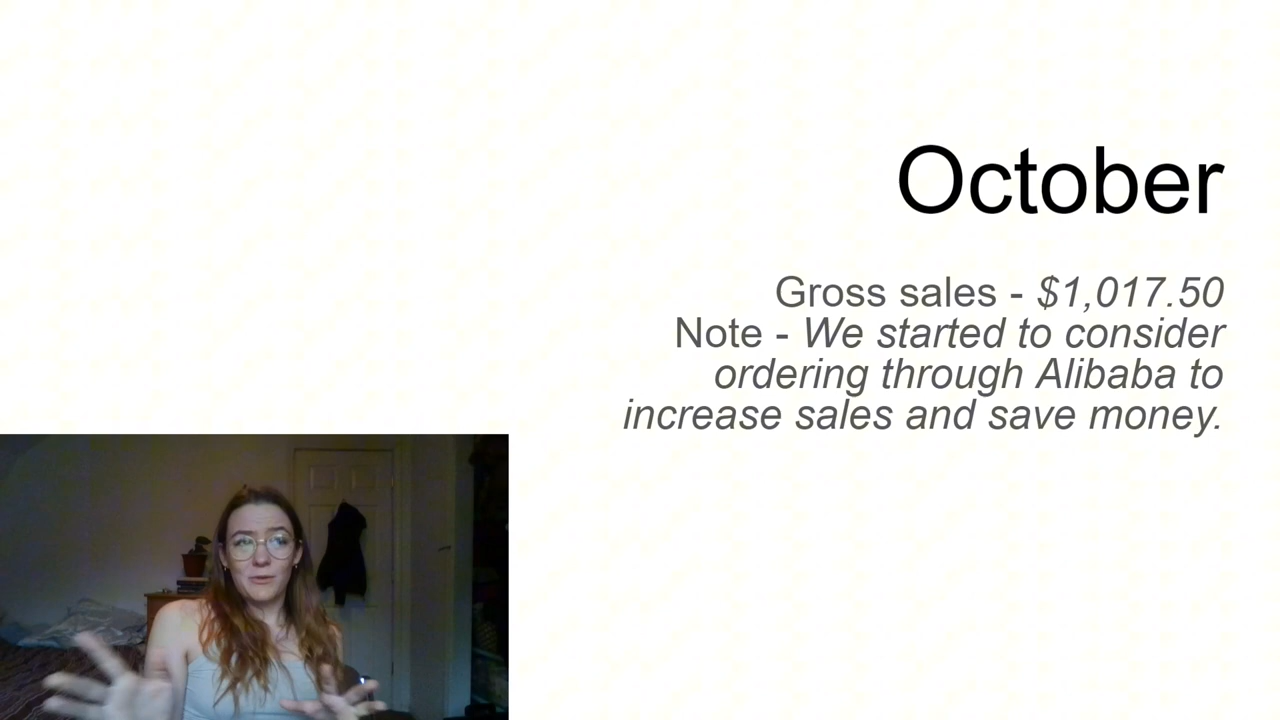 October
Gross sales - $1,017.50
Note - We started to consider
ordering through Alibaba to
increase sales and save money.